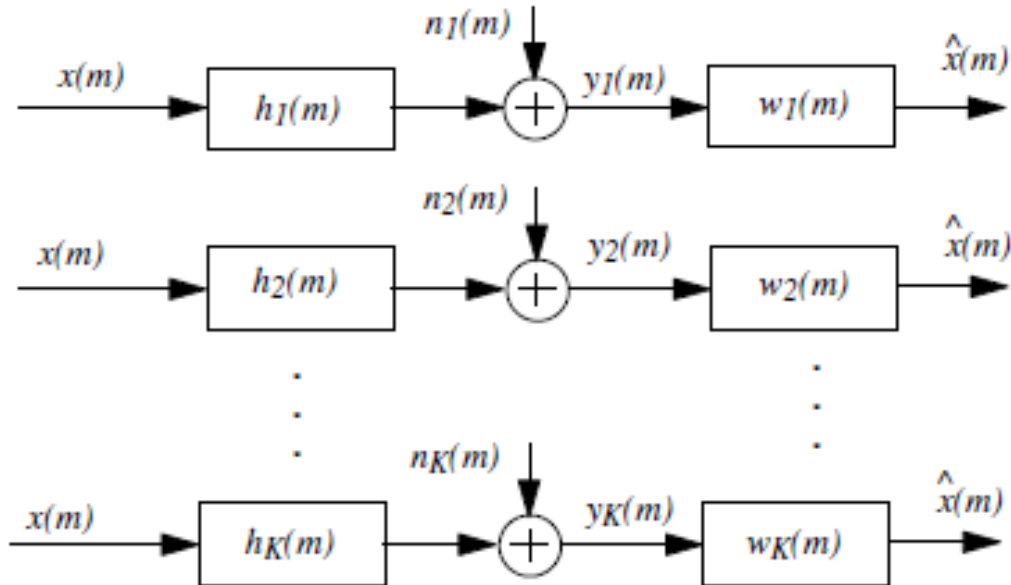 n1(m)
x(m) h1(m) y1(m) w1(m) x̂(m)
+
n2(m)
x(m) h2(m) y2(m) w2(m) x̂(m)
+
nK(m)
x(m) hK(m) yK(m) wK(m) x̂(m)
+